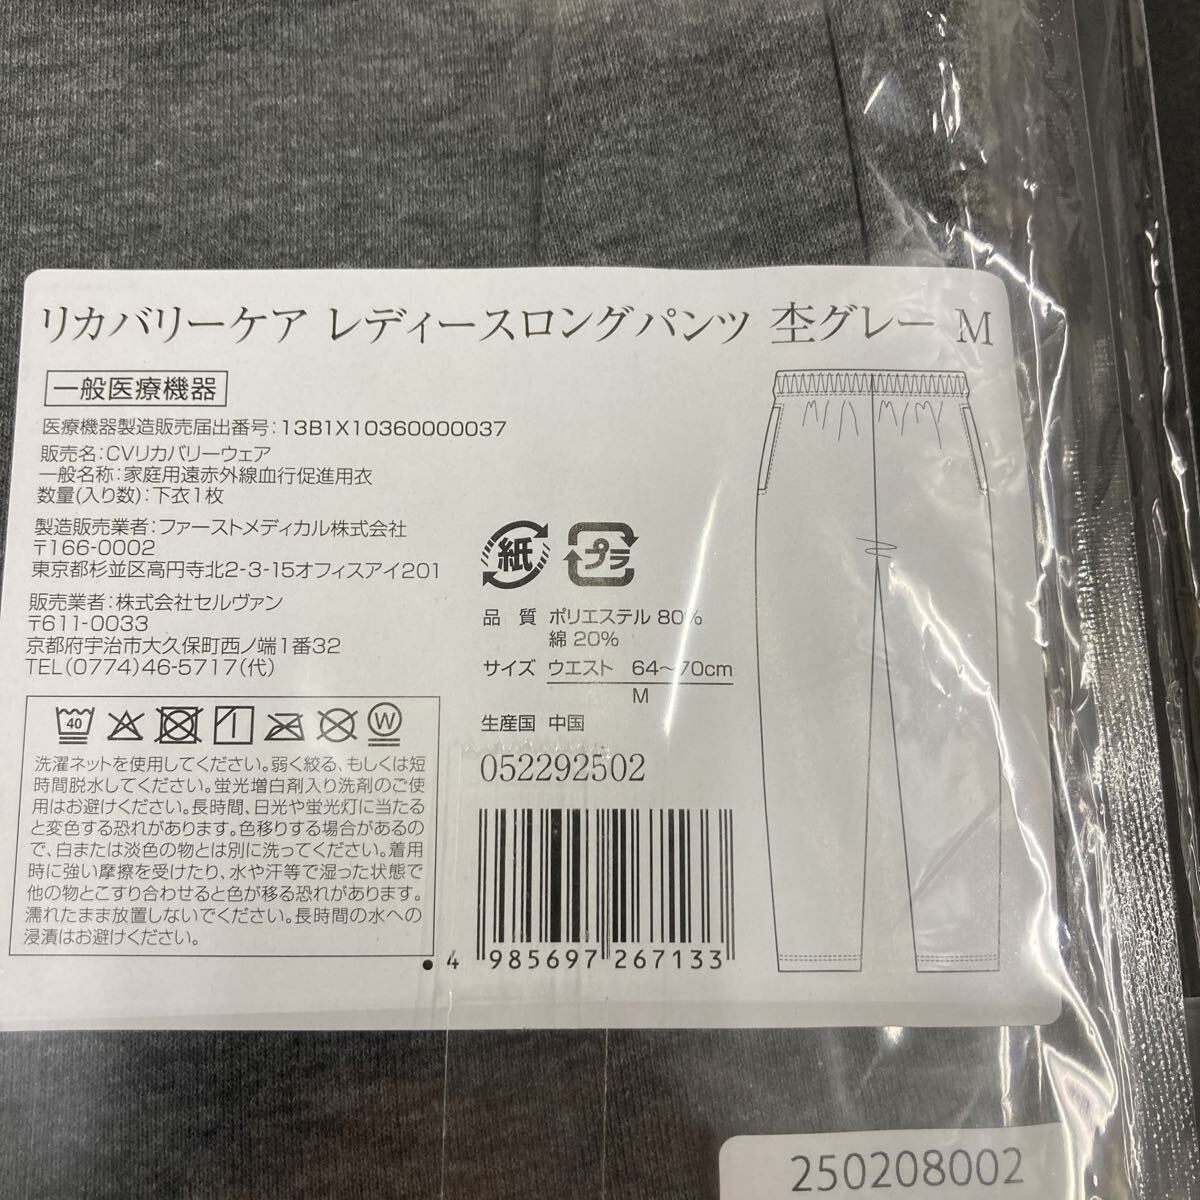 リカバリーケア レディースロングパンツ 杢グレー M
一般医療機器
医療機器製造販売届出番号:13B1X10360000037
販売名:CVリカバリーウェア
一般名称:家庭用遠赤外線血行促進用衣
数量(入り数):下衣1枚
製造販売業者:ファーストメディカル株式会社
〒166-0002
東京都杉並区高円寺北2-3-15オフィスアイ201
販売業者:株式会社セルヴァン
〒611-0033
京都府宇治市大久保町西ノ端1番32
TEL(0774)46-5717(代)
40 W
洗濯ネットを使用してください。弱く絞る、もしくは短
時間脱水してください。蛍光増白剤入り洗剤のご使
用はお避けください。長時間、日光や蛍光灯に当たる
と変色する恐れがあります。色移りする場合があるの
で、白または淡色の物とは別に洗ってください。着用
時に強い摩擦を受けたり、水や汗等で湿った状態で
他の物とこすり合わせると色が移る恐れがあります。
濡れたまま放置しないでください。長時間の水への
浸漬はお避けください。
紙 プラ
品 質 ポリエステル 80%
綿 20%
サイズ ウエスト 64〜70cm
M
生産国 中国
052292502
4 985697 267133
250208002